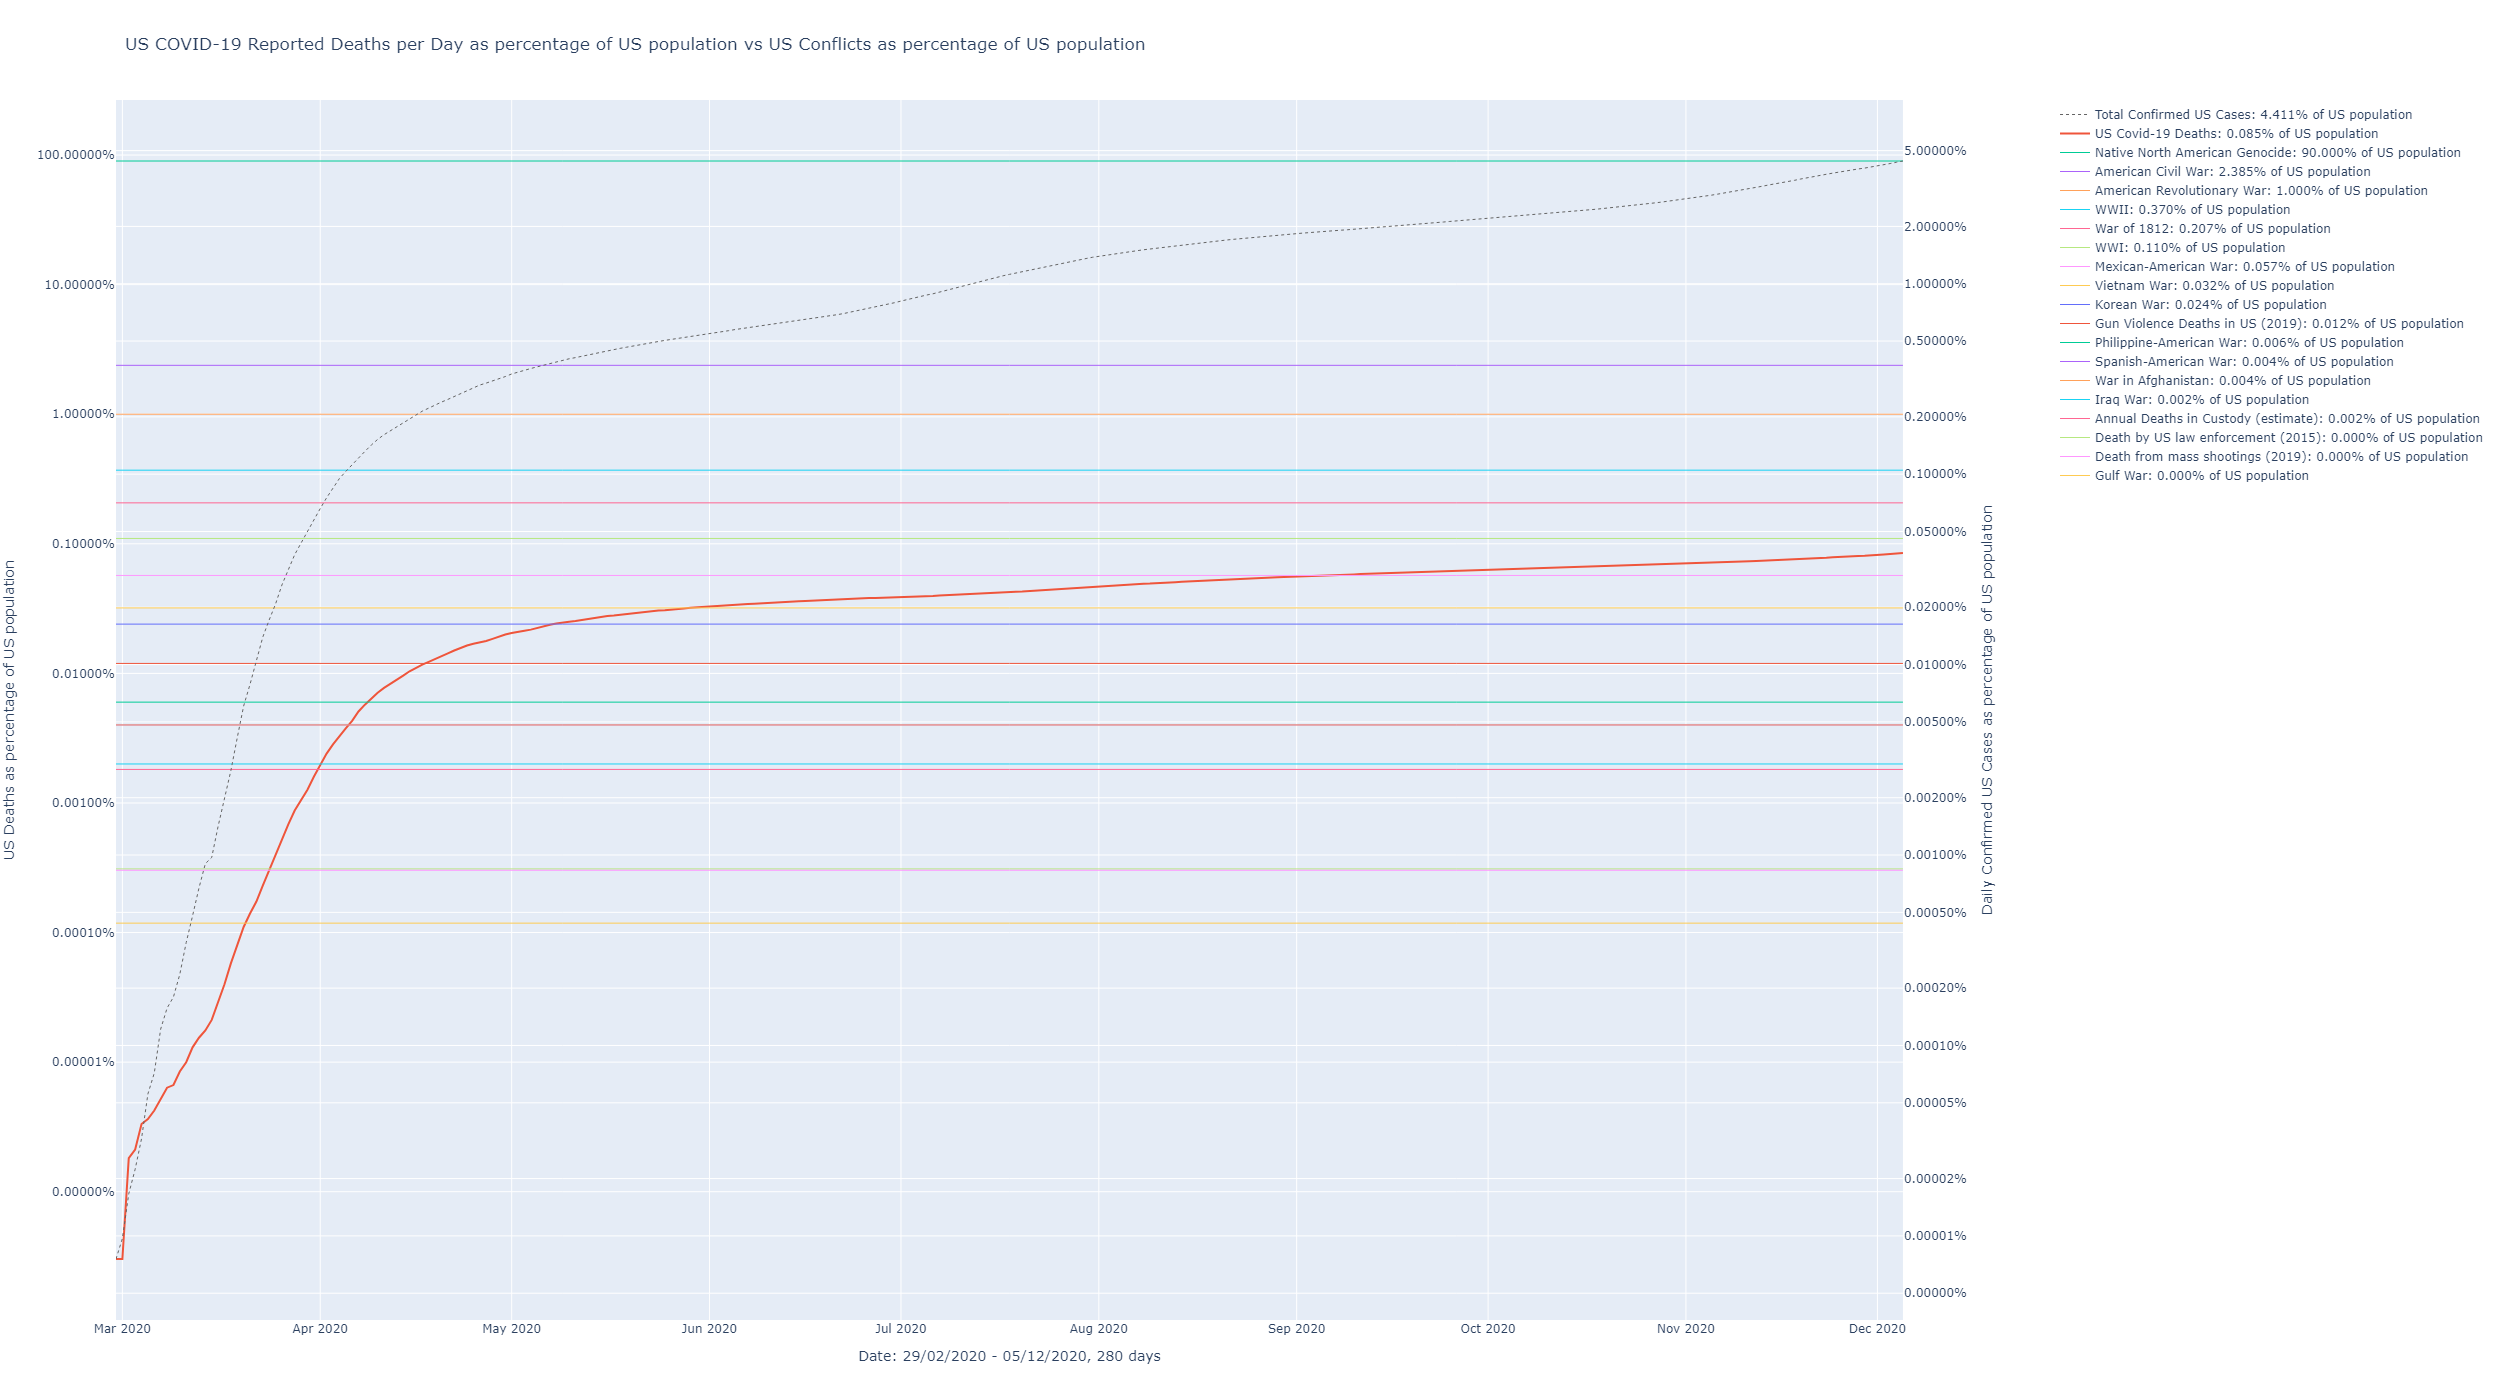 US COVID-19 Reported Deaths per Day as percentage of US population vs US Conflicts as percentage of US population
US Deaths as percentage of US population
100.00000%
10.00000%
1.00000%
0.10000%
0.01000%
0.00100%
0.00010%
0.00001%
0.00000%
Mar 2020
Apr 2020
May 2020
Jun 2020
Jul 2020
Aug 2020
Sep 2020
Oct 2020
Nov 2020
Dec 2020
Date: 29/02/2020 - 05/12/2020, 280 days
5.00000%
2.00000%
1.00000%
0.50000%
0.20000%
0.10000%
0.05000%
0.02000%
0.01000%
0.00500%
0.00200%
0.00100%
0.00050%
0.00020%
0.00010%
0.00005%
0.00002%
0.00001%
0.00000%
Daily Confirmed US Cases as percentage of US population
Total Confirmed US Cases: 4.411% of US population
US Covid-19 Deaths: 0.085% of US population
Native North American Genocide: 90.000% of US population
American Civil War: 2.385% of US population
American Revolutionary War: 1.000% of US population
WWII: 0.370% of US population
War of 1812: 0.207% of US population
WWI: 0.110% of US population
Mexican-American War: 0.057% of US population
Vietnam War: 0.032% of US population
Korean War: 0.024% of US population
Gun Violence Deaths in US (2019): 0.012% of US population
Philippine-American War: 0.006% of US population
Spanish-American War: 0.004% of US population
War in Afghanistan: 0.004% of US population
Iraq War: 0.002% of US population
Annual Deaths in Custody (estimate): 0.002% of US population
Death by US law enforcement (2015): 0.000% of US population
Death from mass shootings (2019): 0.000% of US population
Gulf War: 0.000% of US population